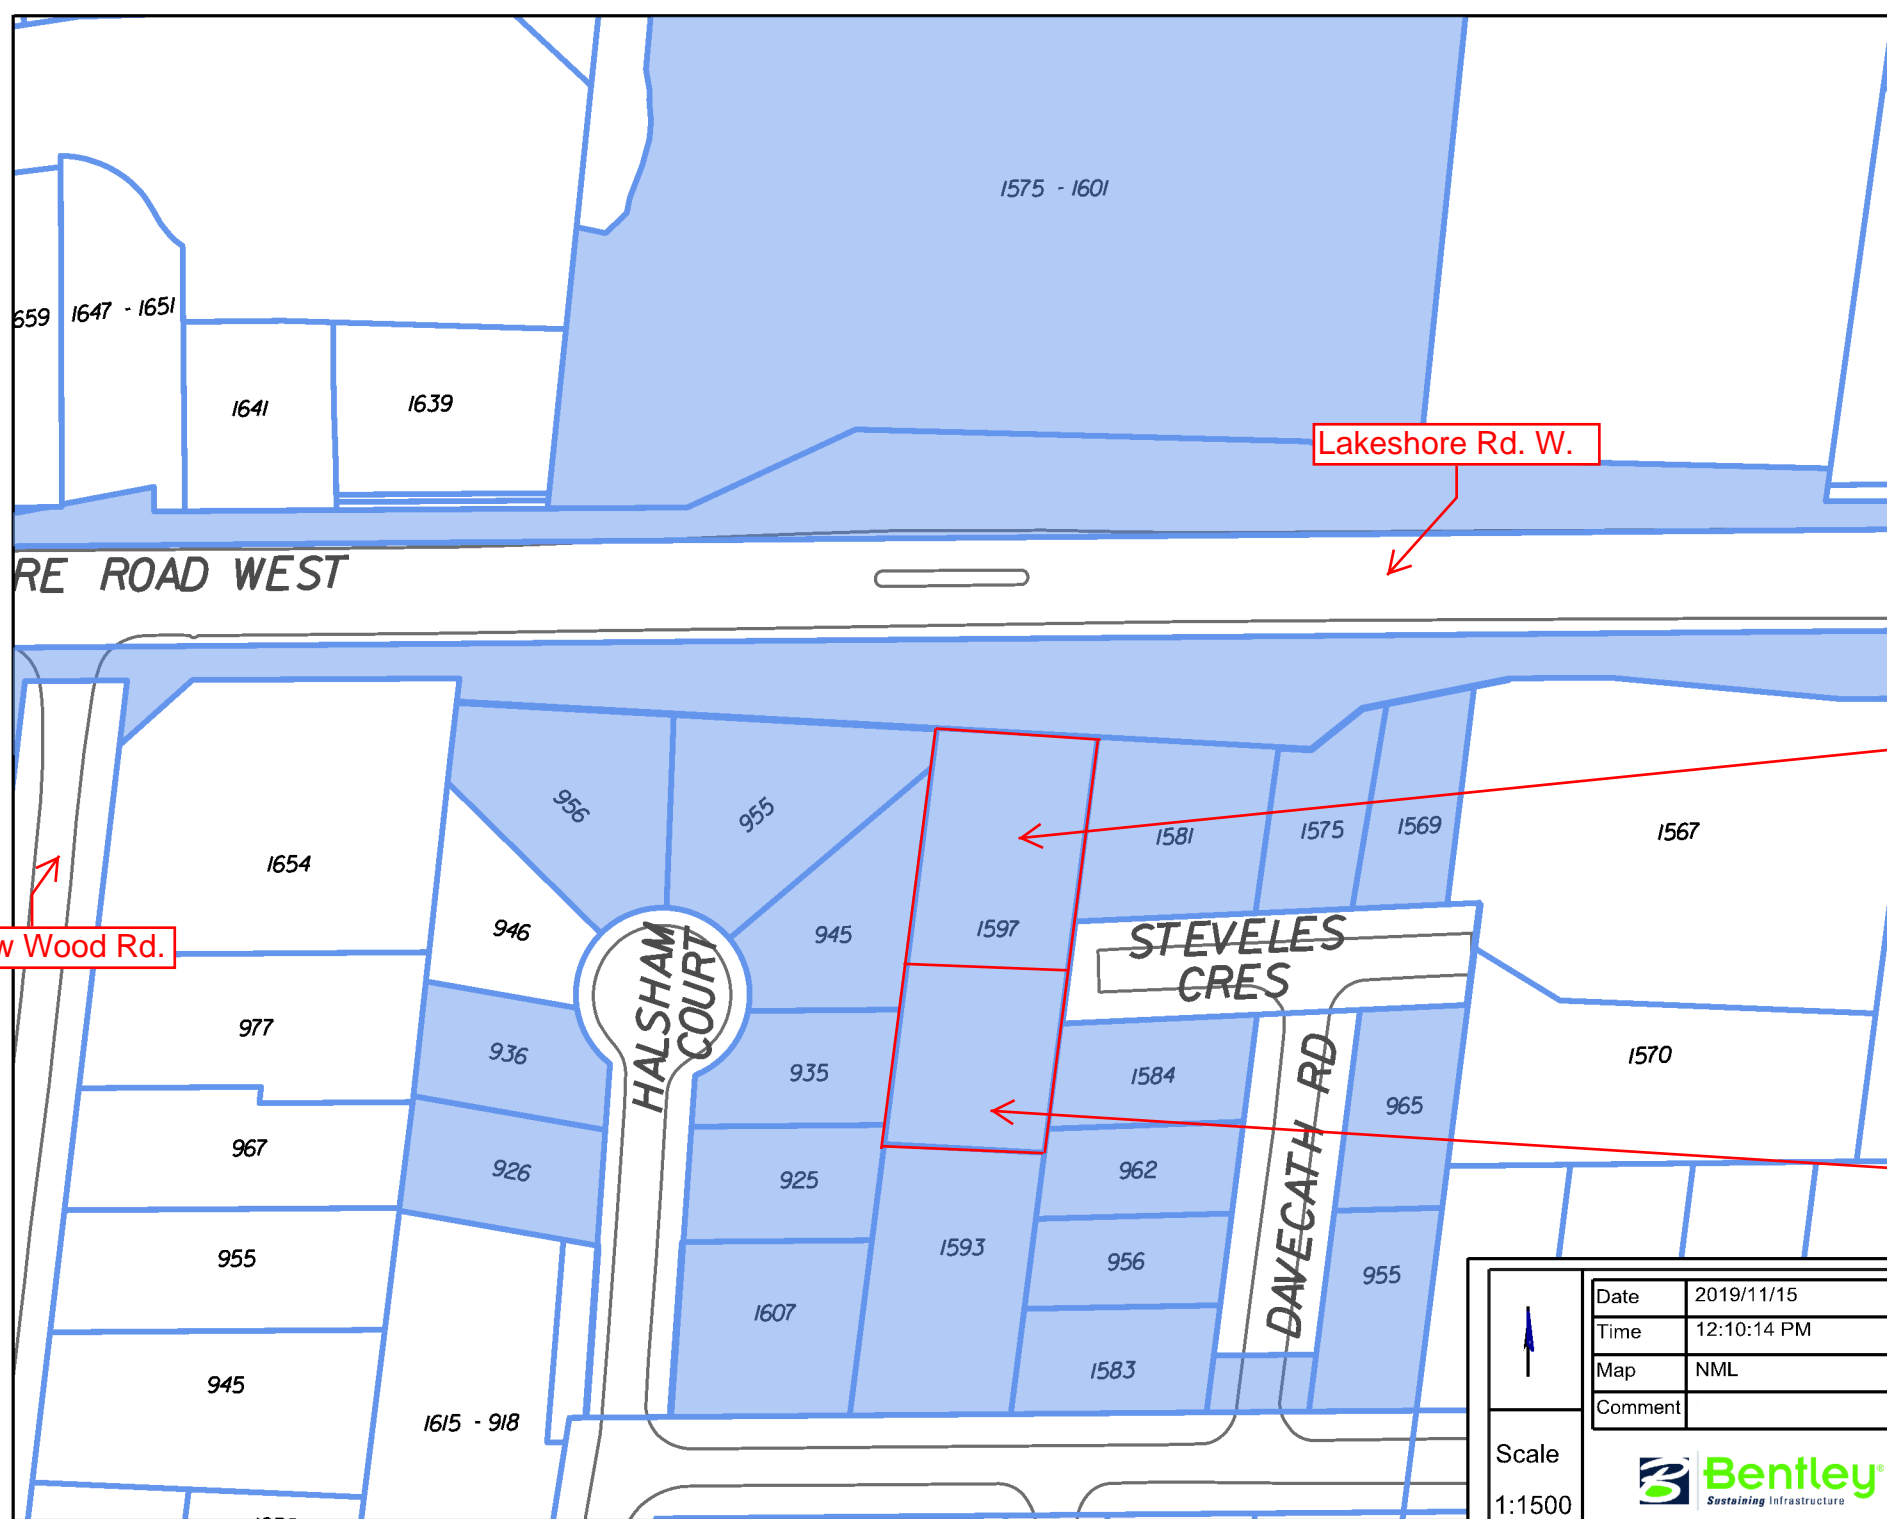 1575 - 1601
659
1647 - 1651
1641
1639
Lakeshore Rd. W.
RE ROAD WEST
956
955
1581
1575
1569
1567
1654
946
945
1597
STEVELES
CRES
w Wood Rd.
HALSHAM
COURT
977
936
935
1584
DAVECATH RD
965
1570
967
926
925
962
955
1593
956
955
1607
1583
945
1615 - 918
Date 2019/11/15
Time 12:10:14 PM
Map NML
Comment
Scale
1:1500
Bentley®
Sustaining Infrastructure